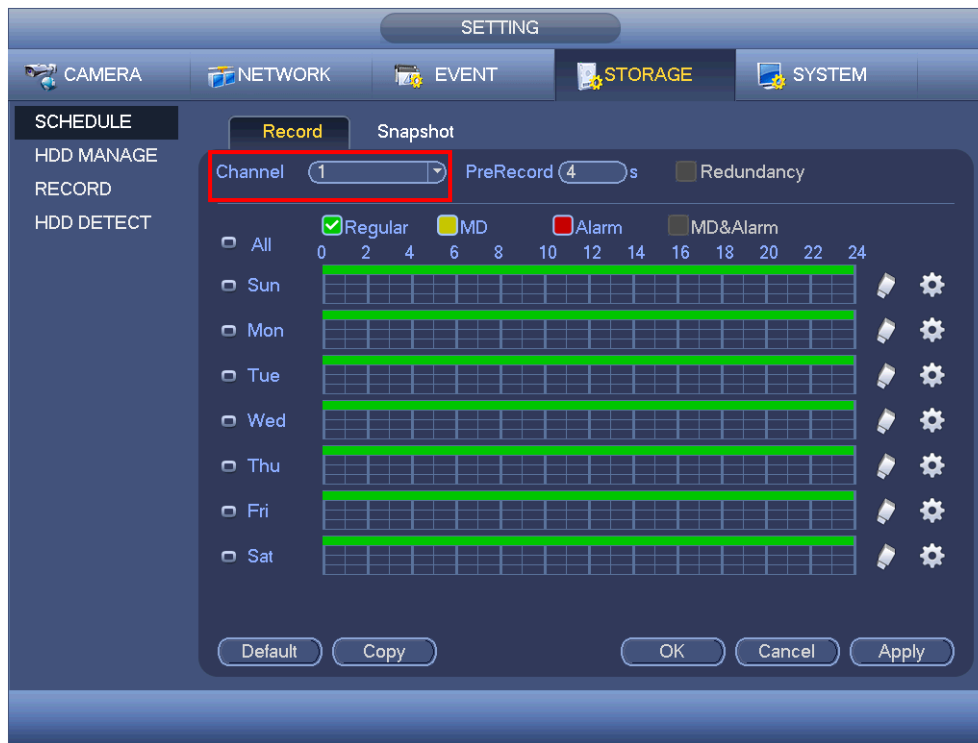 SETTING
CAMERA NETWORK EVENT STORAGE SYSTEM
SCHEDULE
HDD MANAGE
RECORD
HDD DETECT
Record Snapshot
Channel 1 PreRecord 4 s Redundancy
Regular MD Alarm MD&Alarm
All 0 2 4 6 8 10 12 14 16 18 20 22 24
Sun
Mon
Tue
Wed
Thu
Fri
Sat
Default Copy OK Cancel Apply